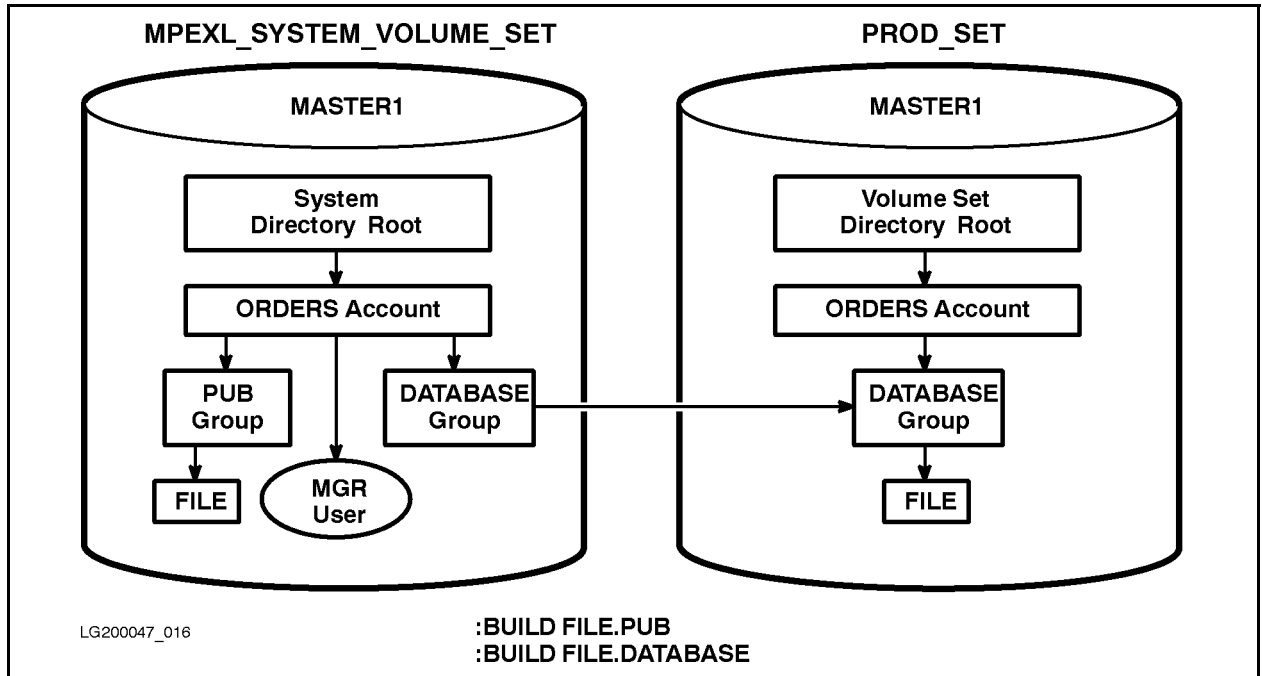 MPEXL_SYSTEM_VOLUME_SET
PROD_SET
MASTER1
MASTER1
System
Directory Root
Volume Set
Directory Root
ORDERS Account
ORDERS Account
PUB
Group
DATABASE
Group
DATABASE
Group
FILE
MGR
User
FILE
LG200047_016
:BUILD FILE.PUB
:BUILD FILE.DATABASE